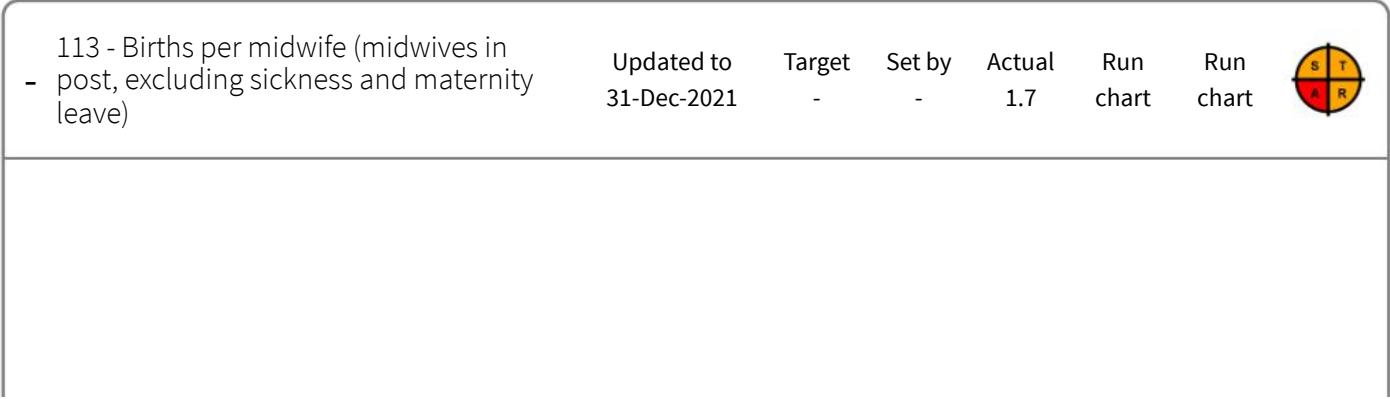 113 - Births per midwife (midwives in
- post, excluding sickness and maternity
leave)
Updated to
31-Dec-2021
Target
-
Set by
-
Actual
1.7
Run
chart
Run
chart
S T
A R